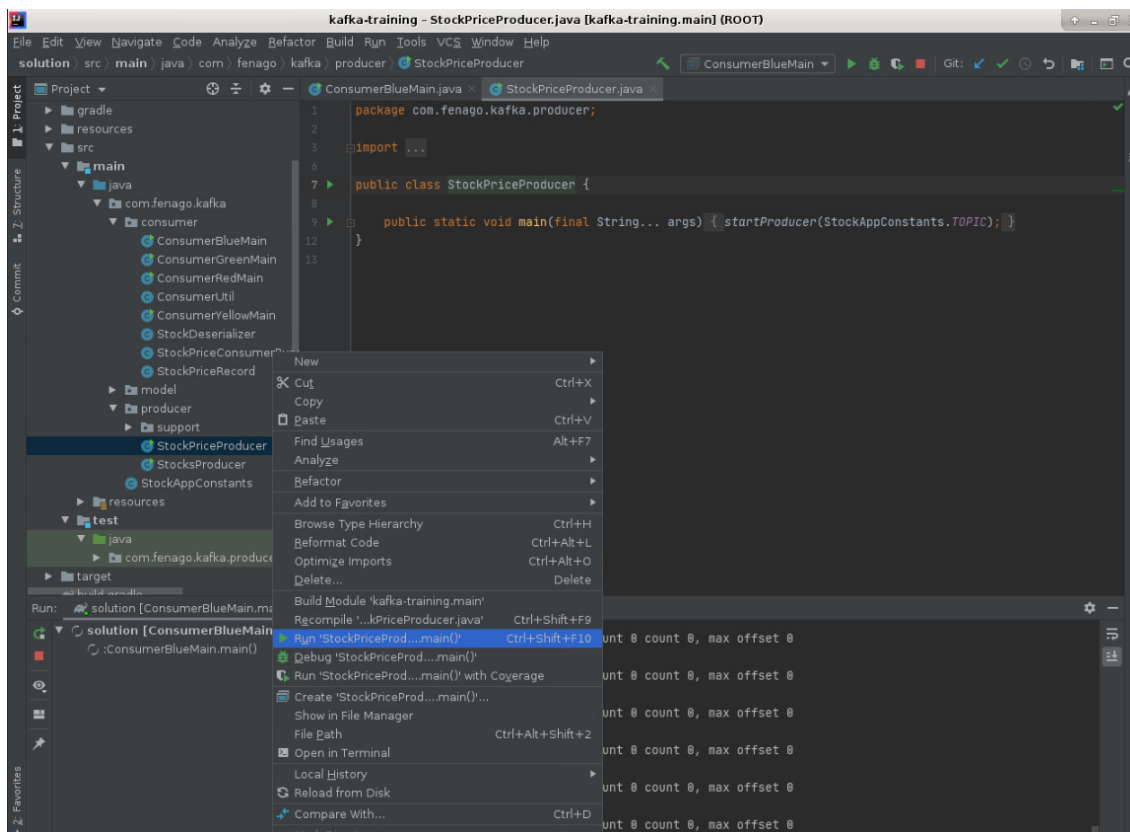 kafka-training – StockPriceProducer.java [kafka-training.main] (ROOT)
File Edit View Navigate Code Analyze Refactor Build Run Tools VCS Window Help
solution src main java com fenago kafka producer StockPriceProducer
ConsumerBlueMain
Git:
1: Project
Z: Structure
Commit
2: Favorites
Project
gradle
resources
src
main
java
com.fenago.kafka
consumer
ConsumerBlueMain
ConsumerGreenMain
ConsumerRedMain
ConsumerUtil
ConsumerYellowMain
StockDeserializer
StockPriceConsumerRun
StockPriceRecord
model
producer
support
StockPriceProducer
StocksProducer
StockAppConstants
resources
test
java
com.fenago.kafka.produce
target
build.gradle
ConsumerBlueMain.java StockPriceProducer.java
1 package com.fenago.kafka.producer;
2
3 import ...
6
7 public class StockPriceProducer {
8
9 public static void main(final String... args) { startProducer(StockAppConstants.TOPIC); }
12 }
13
New
Cut Ctrl+X
Copy
Paste Ctrl+V
Find Usages Alt+F7
Analyze
Refactor
Add to Favorites
Browse Type Hierarchy Ctrl+H
Reformat Code Ctrl+Alt+L
Optimize Imports Ctrl+Alt+O
Delete... Delete
Build Module 'kafka-training.main'
Recompile '...kPriceProducer.java' Ctrl+Shift+F9
Run 'StockPriceProd....main()' Ctrl+Shift+F10
Debug 'StockPriceProd....main()'
Run 'StockPriceProd....main()' with Coverage
Create 'StockPriceProd....main()'...
Show in File Manager
File Path Ctrl+Alt+Shift+2
Open in Terminal
Local History
Reload from Disk
Compare With... Ctrl+D
Run: solution [ConsumerBlueMain.ma
solution [ConsumerBlueMain
:ConsumerBlueMain.main()
unt 0 count 0, max offset 0
unt 0 count 0, max offset 0
unt 0 count 0, max offset 0
unt 0 count 0, max offset 0
unt 0 count 0, max offset 0
unt 0 count 0, max offset 0